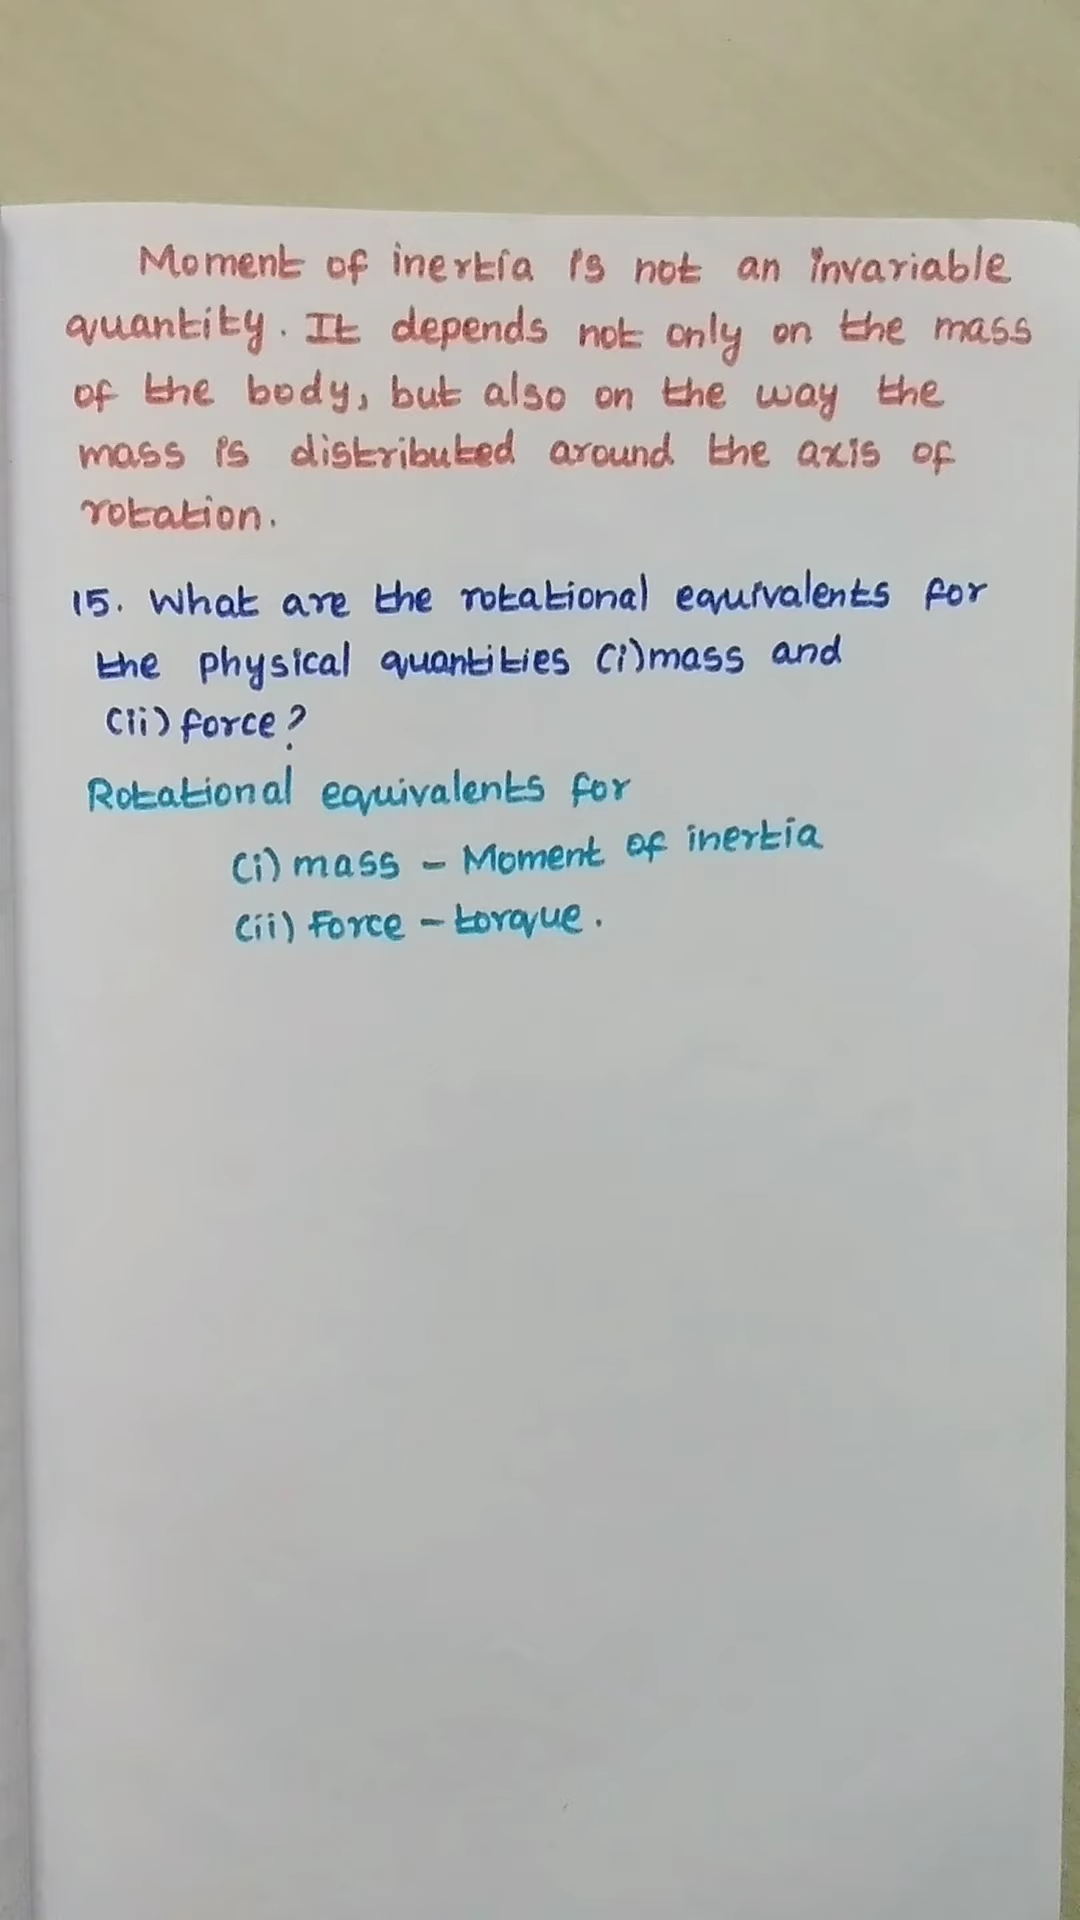 Moment of inertia is not an invariable
quantity. It depends not only on the mass
of the body, but also on the way the
mass is distributed around the axis of
rotation.
15. What are the rotational equivalents for
the physical quantities (i) mass and
(ii) force?
Rotational equivalents for
(i) mass - Moment of inertia
(ii) Force - torque.